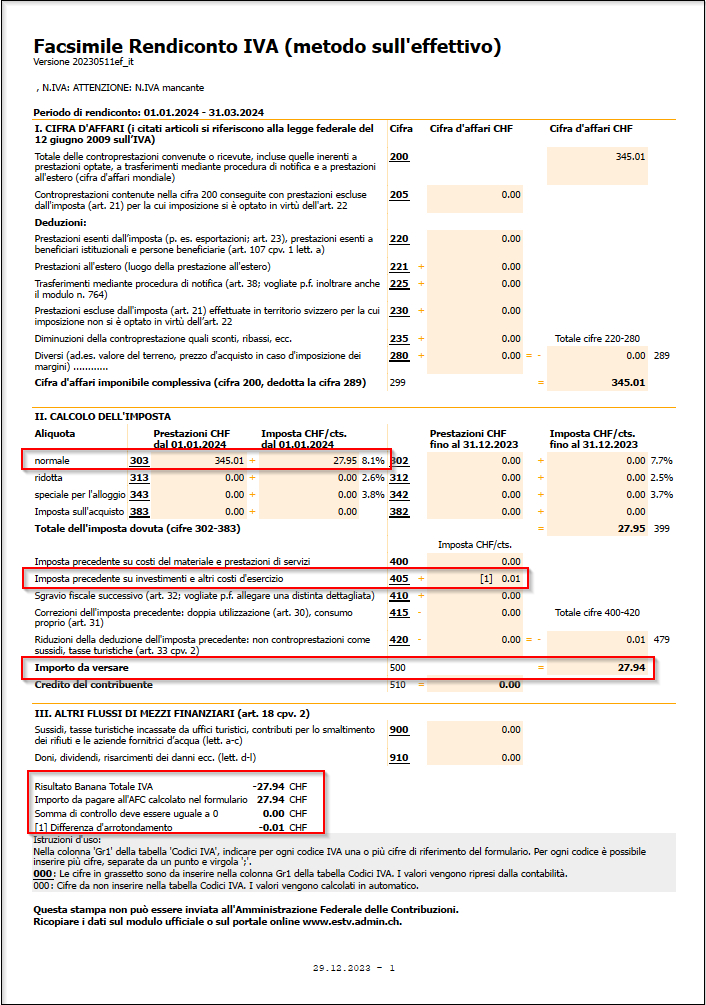 Facsimile Rendiconto IVA (metodo sull'effettivo)
Versione 20230511ef_it
, N.IVA: ATTENZIONE: N.IVA mancante
Periodo di rendiconto: 01.01.2024 - 31.03.2024
I. CIFRA D'AFFARI (i citati articoli si riferiscono alla legge federale del Cifra Cifra d'affari CHF Cifra d'affari CHF
12 giugno 2009 sull'IVA)
Totale delle controprestazioni convenute o ricevute, incluse quelle inerenti a 200 345.01
prestazioni optate, a trasferimenti mediante procedura di notifica e a prestazioni
all'estero (cifra d'affari mondiale)
Controprestazioni contenute nella cifra 200 conseguite con prestazioni escluse 205 0.00
dall'imposta (art. 21) per la cui imposizione si è optato in virtù dell'art. 22
Deduzioni:
Prestazioni esenti dall'imposta (p. es. esportazioni; art. 23), prestazioni esenti a 220 0.00
beneficiari istituzionali e persone beneficiarie (art. 107 cpv. 1 lett. a)
Prestazioni all'estero (luogo della prestazione all'estero) 221 + 0.00
Trasferimenti mediante procedura di notifica (art. 38; vogliate p.f. inoltrare anche 225 + 0.00
il modulo n. 764)
Prestazioni escluse dall'imposta (art. 21) effettuate in territorio svizzero per la cui 230 + 0.00
imposizione non si è optato in virtù dell'art. 22
Diminuzioni della controprestazione quali sconti, ribassi, ecc. 235 + 0.00 Totale cifre 220-280
Diversi (ad.es. valore del terreno, prezzo d'acquisto in caso d'imposizione dei 280 + 0.00 = - 0.00 289
margini) ............
Cifra d'affari imponibile complessiva (cifra 200, dedotta la cifra 289) 299 = 345.01
II. CALCOLO DELL'IMPOSTA
Aliquota Prestazioni CHF Imposta CHF/cts. Prestazioni CHF Imposta CHF/cts.
dal 01.01.2024 dal 01.01.2024 fino al 31.12.2023 fino al 31.12.2023
normale 303 345.01 + 27.95 8.1% 302 0.00 + 0.00 7.7%
ridotta 313 0.00 + 0.00 2.6% 312 0.00 + 0.00 2.5%
speciale per l'alloggio 343 0.00 + 0.00 3.8% 342 0.00 + 0.00 3.7%
Imposta sull'acquisto 383 0.00 + 0.00 382 0.00 + 0.00
Totale dell'imposta dovuta (cifre 302-383) = 27.95 399
Imposta CHF/cts.
Imposta precedente su costi del materiale e prestazioni di servizi 400 0.00
Imposta precedente su investimenti e altri costi d'esercizio 405 + [1] 0.01
Sgravio fiscale successivo (art. 32; vogliate p.f. allegare una distinta dettagliata) 410 + 0.00
Correzioni dell'imposta precedente: doppia utilizzazione (art. 30), consumo 415 - 0.00 Totale cifre 400-420
proprio (art. 31)
Riduzioni della deduzione dell'imposta precedente: non controprestazioni come 420 - 0.00 = - 0.01 479
sussidi, tasse turistiche (art. 33 cpv. 2)
Importo da versare 500 = 27.94
Credito del contribuente 510 = 0.00
III. ALTRI FLUSSI DI MEZZI FINANZIARI (art. 18 cpv. 2)
Sussidi, tasse turistiche incassate da uffici turistici, contributi per lo smaltimento 900 0.00
dei rifiuti e le aziende fornitrici d'acqua (lett. a-c)
Doni, dividendi, risarcimenti dei danni ecc. (lett. d-l) 910 0.00
Risultato Banana Totale IVA -27.94 CHF
Importo da pagare all'AFC calcolato nel formulario 27.94 CHF
Somma di controllo deve essere uguale a 0 0.00 CHF
[1] Differenza d'arrotondamento -0.01 CHF
Istruzioni d'uso:
Nella colonna 'Gr1' della tabella 'Codici IVA', indicare per ogni codice IVA una o più cifre di riferimento del formulario. Per ogni codice è possibile
inserire più cifre, separate da un punto e virgola ';'.
000: Le cifre in grassetto sono da inserire nella colonna Gr1 della tabella Codici IVA. I valori vengono ripresi dalla contabilità.
000: Cifre da non inserire nella tabella Codici IVA. I valori vengono calcolati in automatico.
Questa stampa non può essere inviata all'Amministrazione Federale delle Contribuzioni.
Ricopiare i dati sul modulo ufficiale o sul portale online www.estv.admin.ch.
29.12.2023 - 1